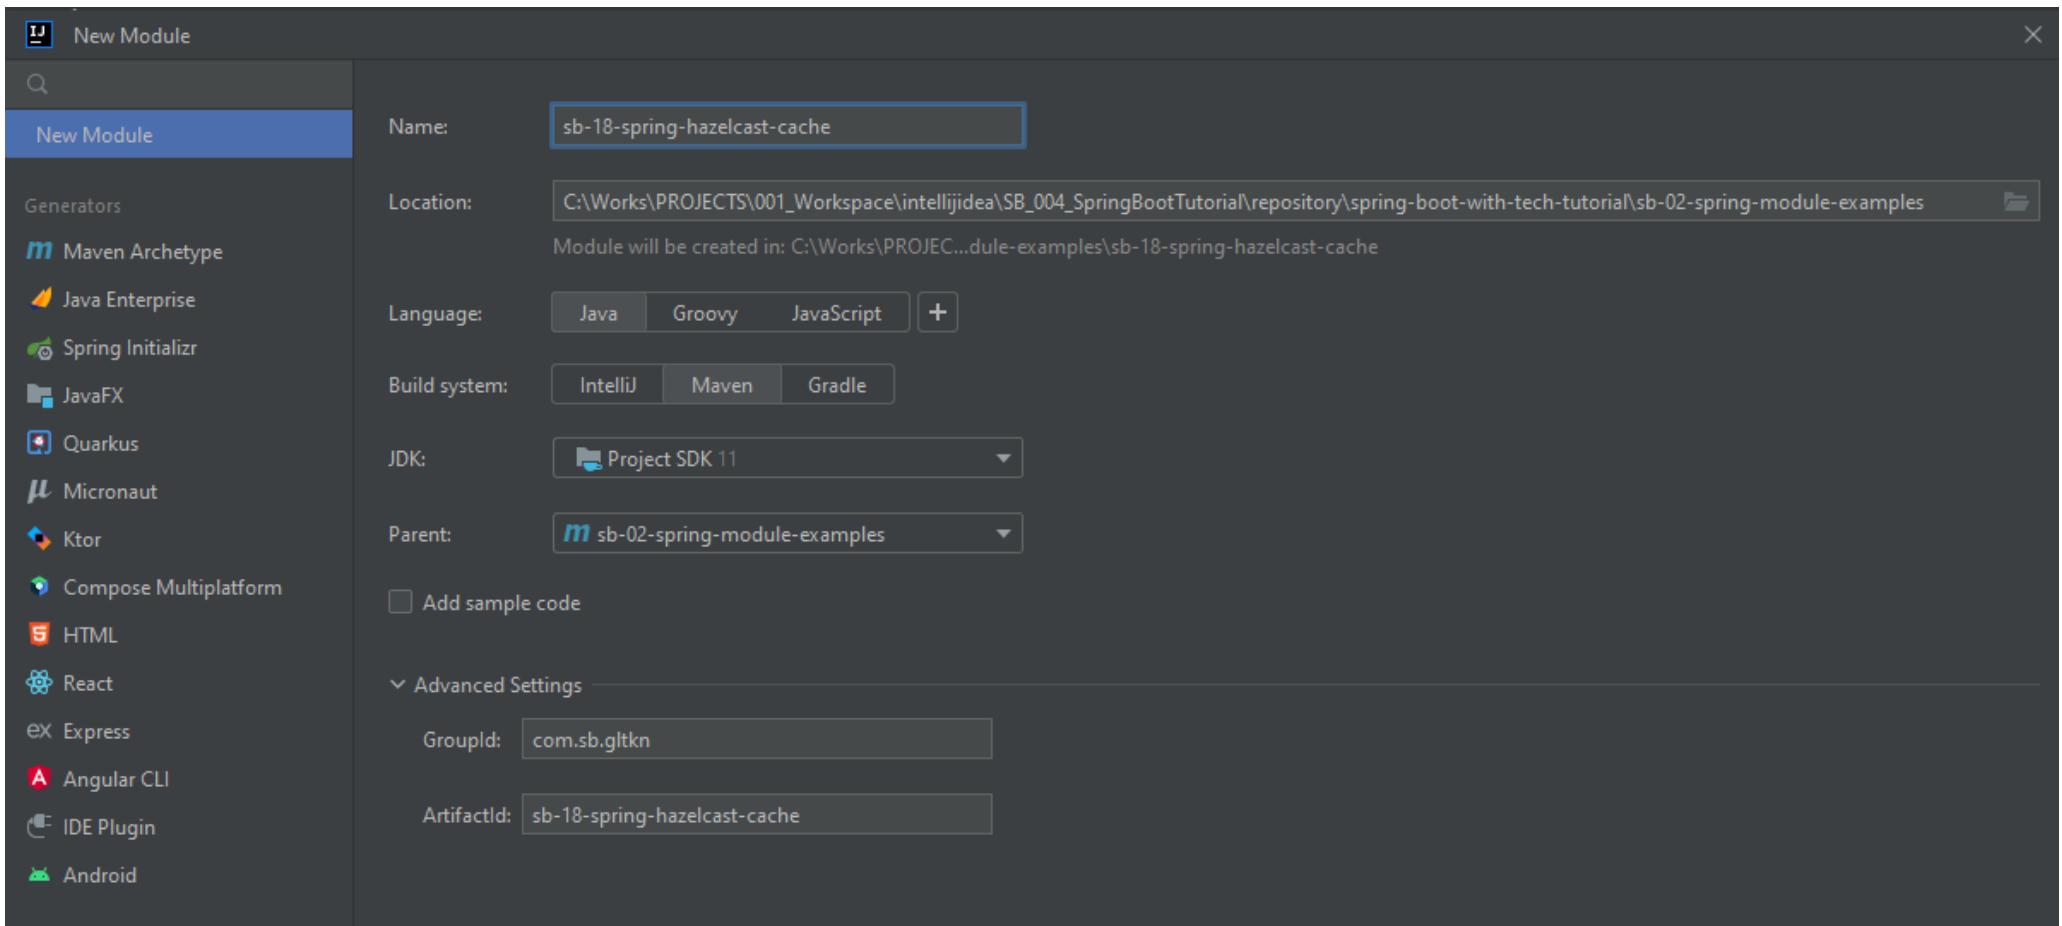 New Module
New Module
Generators
Maven Archetype
Java Enterprise
Spring Initializr
JavaFX
Quarkus
Micronaut
Ktor
Compose Multiplatform
HTML
React
Express
Angular CLI
IDE Plugin
Android
Name: sb-18-spring-hazelcast-cache
Location: C:\Works\PROJECTS\001_Workspace\intellijidea\SB_004_SpringBootTutorial\repository\spring-boot-with-tech-tutorial\sb-02-spring-module-examples
Module will be created in: C:\Works\PROJEC...dule-examples\sb-18-spring-hazelcast-cache
Language: Java Groovy JavaScript +
Build system: IntelliJ Maven Gradle
JDK: Project SDK 11
Parent: sb-02-spring-module-examples
Add sample code
Advanced Settings
GroupId: com.sb.gltkn
ArtifactId: sb-18-spring-hazelcast-cache